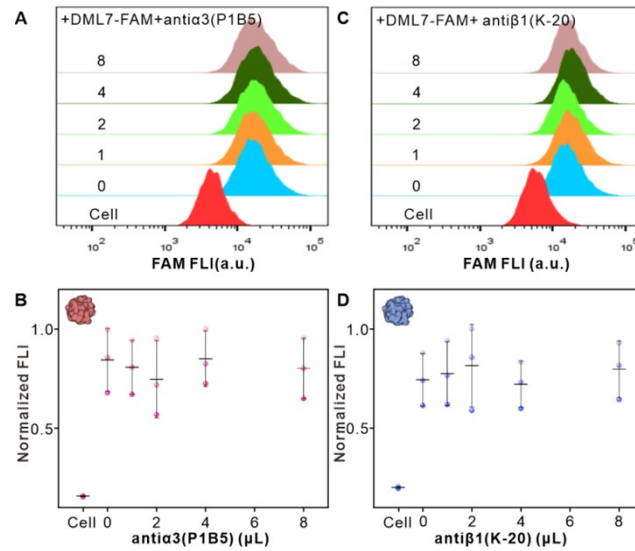 A
+DML7-FAM+antiα3(P1B5)
8
4
2
1
0
Cell
10² 10³ 10⁴ 10⁵
FAM FLI(a.u.)
C
+DML7-FAM+ antiβ1(K-20)
8
4
2
1
0
Cell
10² 10³ 10⁴ 10⁵
FAM FLI (a.u.)
B
Normalized FLI
1.0
0.5
Cell 0 2 4 6 8
antiα3(P1B5) (µL)
D
Normalized FLI
1.0
0.5
Cell 0 2 4 6 8
antiβ1(K-20) (µL)